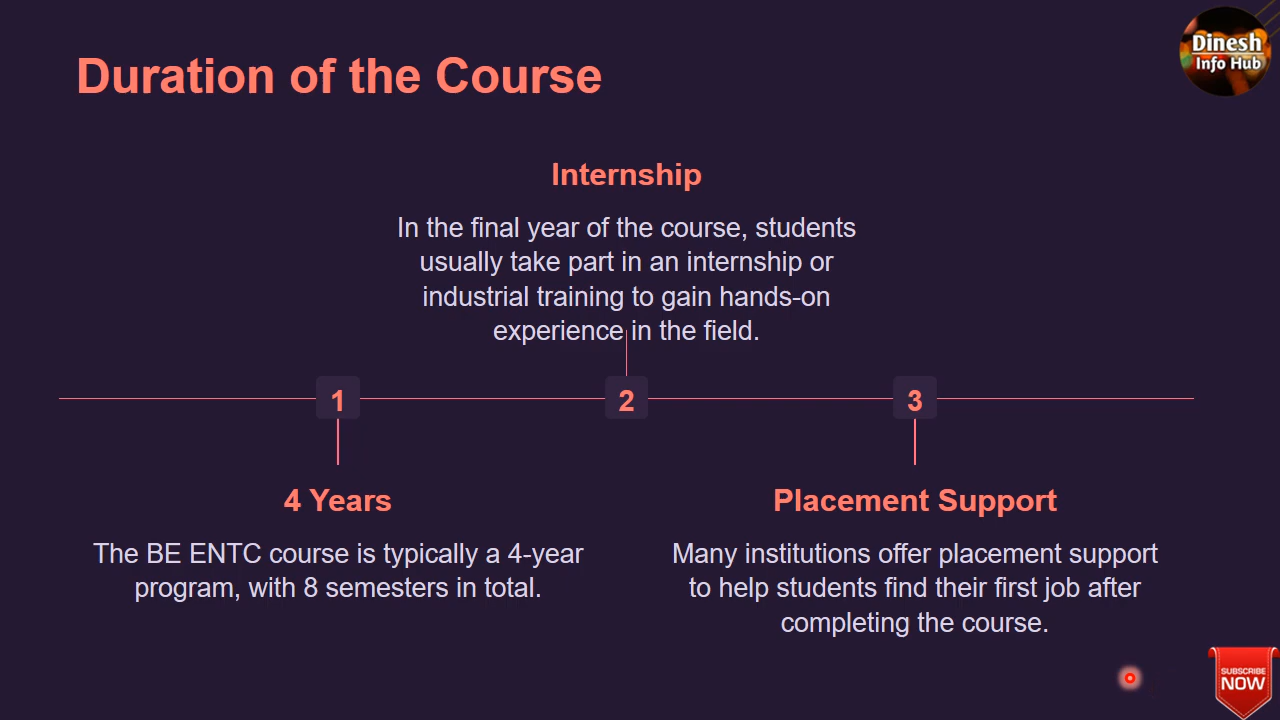 Dinesh
Info Hub
Duration of the Course
Internship
In the final year of the course, students
usually take part in an internship or
industrial training to gain hands-on
experience in the field.
1
2
3
4 Years
The BE ENTC course is typically a 4-year
program, with 8 semesters in total.
Placement Support
Many institutions offer placement support
to help students find their first job after
completing the course.
SUBSCRIBE
NOW